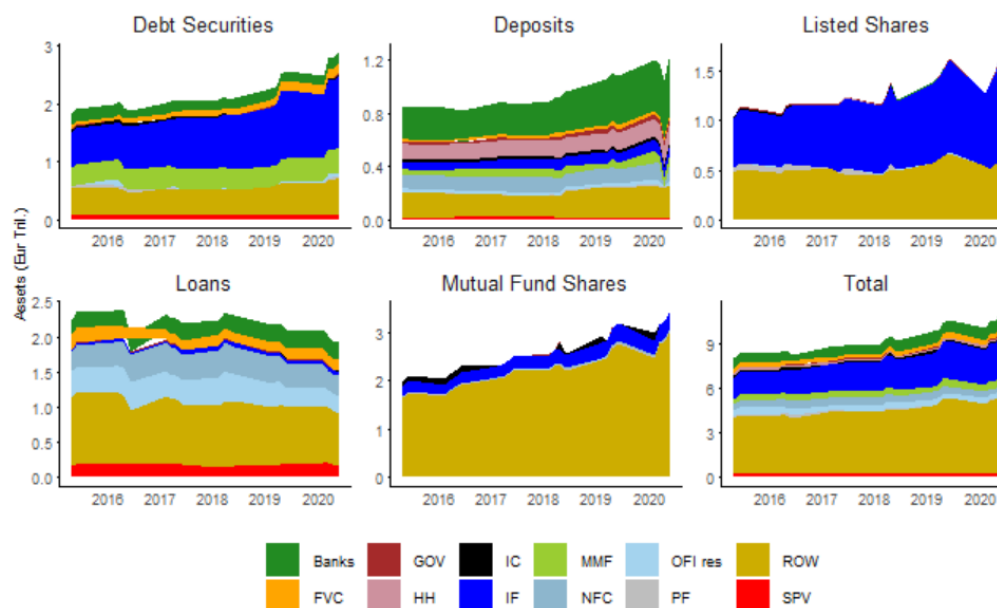 Debt Securities Deposits Listed Shares
3
2
1
0
1.2
0.8
0.4
0.0
1.5
1.0
0.5
0.0
2016 2017 2018 2019 2020
2016 2017 2018 2019 2020
2016 2017 2018 2019 2020
Assets (Eur Tril.)
Loans Mutual Fund Shares Total
2.5
2.0
1.5
1.0
0.5
0.0
3
2
1
0
9
6
3
0
2016 2017 2018 2019 2020
2016 2017 2018 2019 2020
2016 2017 2018 2019 2020
Banks GOV IC MMF OFI res ROW
FVC HH IF NFC PF SPV